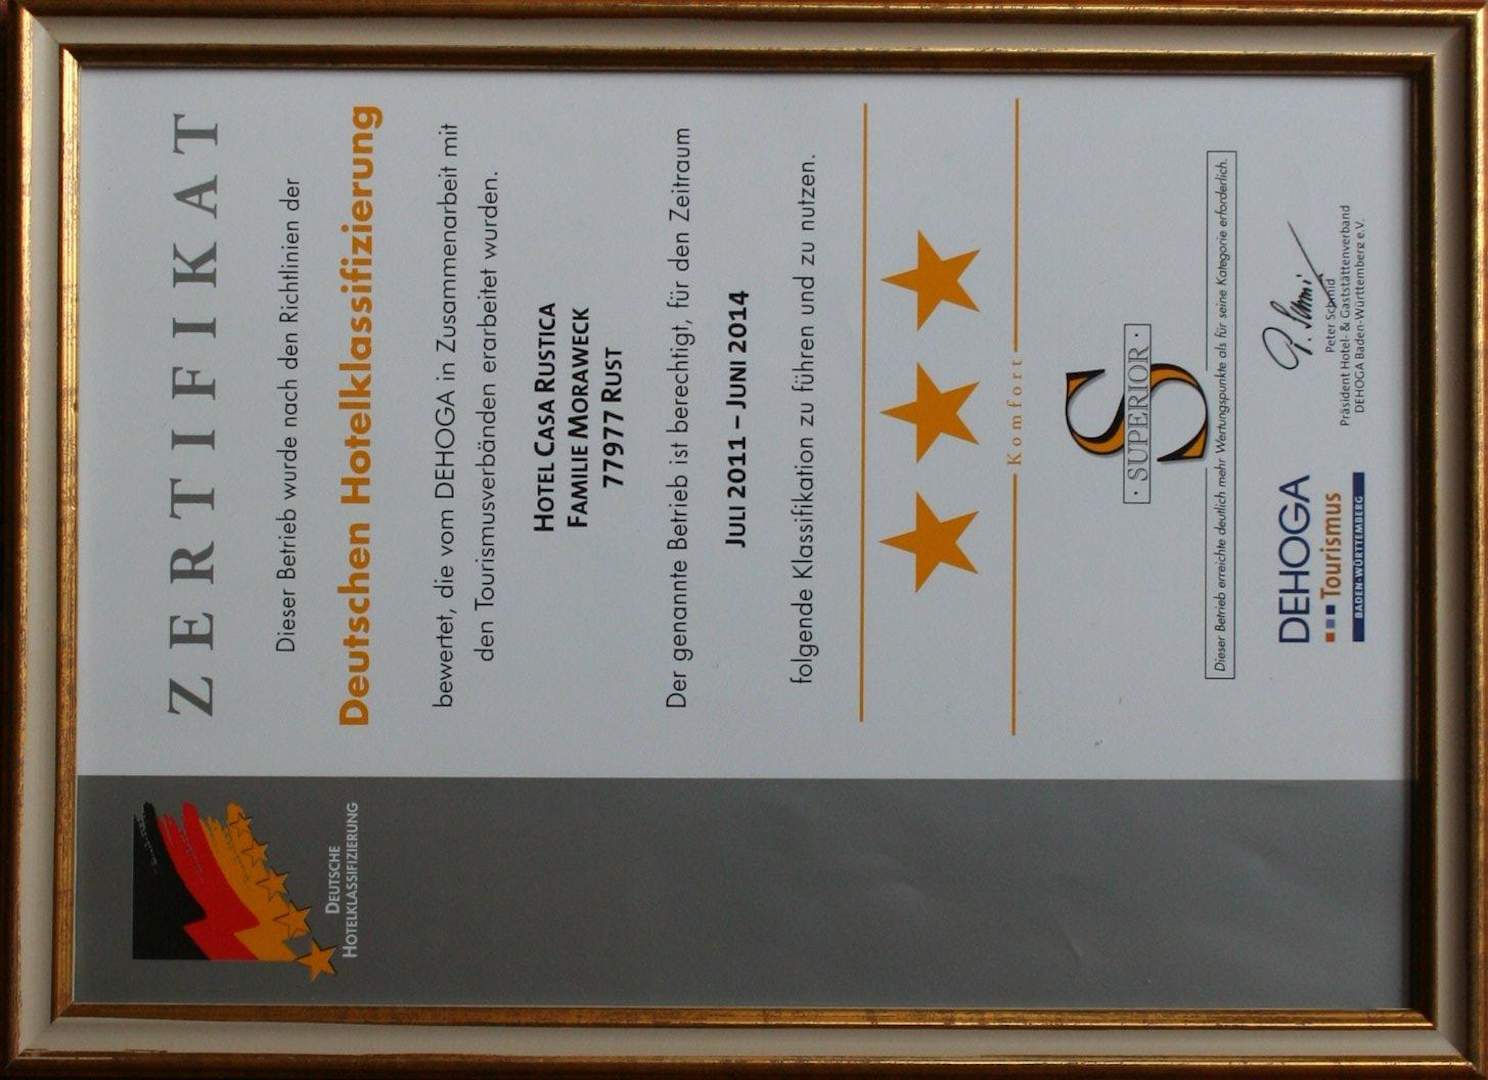 ZERTIFIKAT
Dieser Betrieb wurde nach den Richtlinien der
Deutschen Hotelklassifizierung
bewertet, die vom DEHOGA in Zusammenarbeit mit
den Tourismusverbänden erarbeitet wurden.
HOTEL CASA RUSTICA
FAMILIE MORAWECK
77977 RUST
Der genannte Betrieb ist berechtigt, für den Zeitraum
JULI 2011 – JUNI 2014
folgende Klassifikation zu führen und zu nutzen.
Komfort
S
· SUPERIOR ·
Dieser Betrieb erreichte deutlich mehr Wertungspunkte als für seine Kategorie erforderlich.
DEHOGA
Tourismus
BADEN-WÜRTTEMBERG
P. Schmid
Peter Schmid
Präsident Hotel- & Gaststättenverband
DEHOGA Baden-Württemberg e.V.
DEUTSCHE
HOTELKLASSIFIZIERUNG